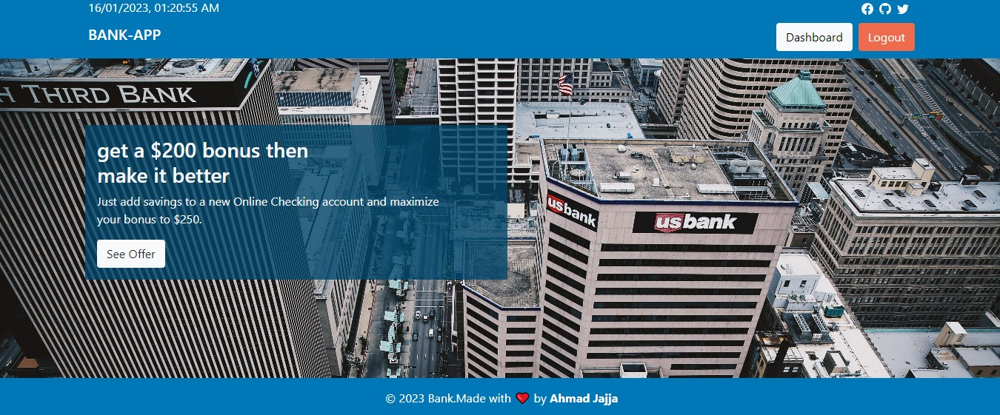 16/01/2023, 01:20:55 AM
BANK-APP
Dashboard
Logout
H THIRD BANK
get a $200 bonus then
make it better
Just add savings to a new Online Checking account and maximize
your bonus to $250.
See Offer
usbank
usbank
© 2023 Bank.Made with ❤ by Ahmad Jajja